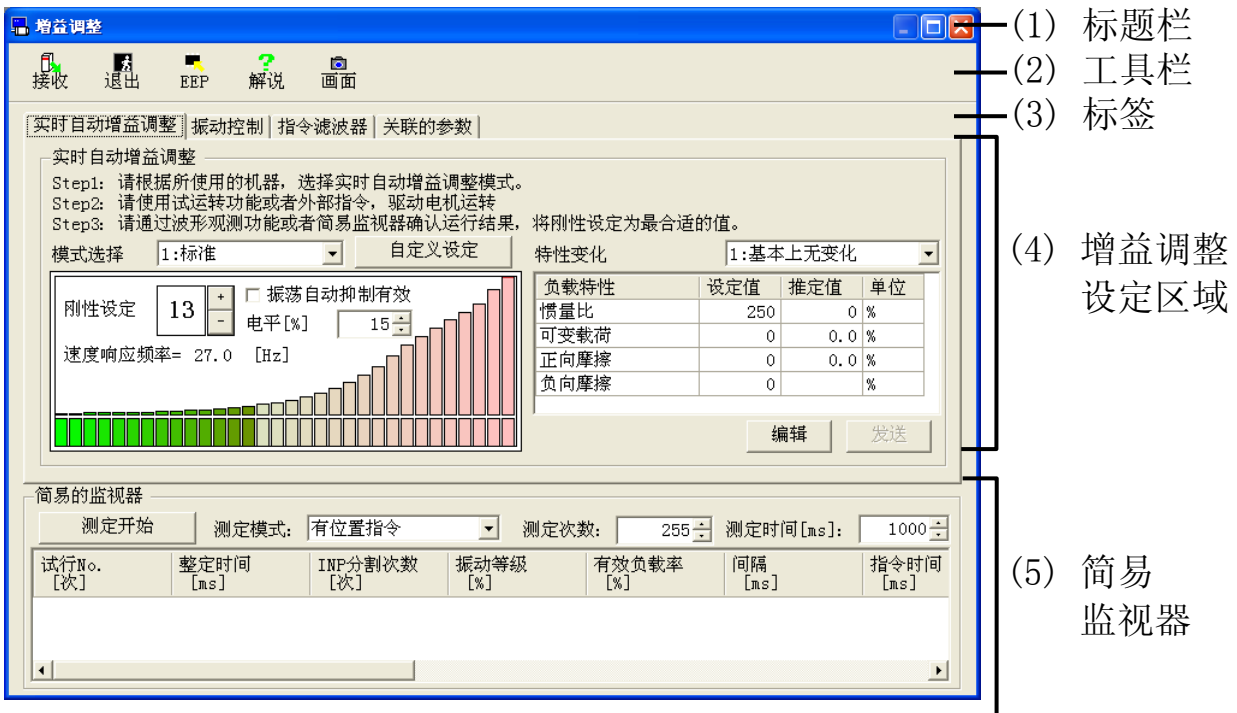 增益调整
(1) 标题栏
接收 退出 EEP 解说 画面
(2) 工具栏
实时自动增益调整 振动控制 指令滤波器 关联的参数
(3) 标签
实时自动增益调整
Step1: 请根据所使用的机器, 选择实时自动增益调整模式。
Step2: 请使用试运转功能或者外部指令, 驱动电机运转
Step3: 请通过波形观测功能或者简易监视器确认运行结果, 将刚性设定为最合适的值。
模式选择 1:标准 自定义设定 特性变化 1:基本上无变化
(4) 增益调整
设定区域
刚性设定 13 + - 振荡自动抑制有效
电平[%] 15
速度响应频率= 27.0 [Hz]
负载特性 设定值 推定值 单位
惯量比 250 0 %
可变载荷 0 0.0 %
正向摩擦 0 0.0 %
负向摩擦 0 %
编辑 发送
简易的监视器
测定开始 测定模式: 有位置指令 测定次数: 255 测定时间[ms]: 1000
试行No. 整定时间 INP分割次数 振动等级 有效负载率 间隔 指令时间
[次] [ms] [次] [%] [%] [ms] [ms]
(5) 简易
监视器